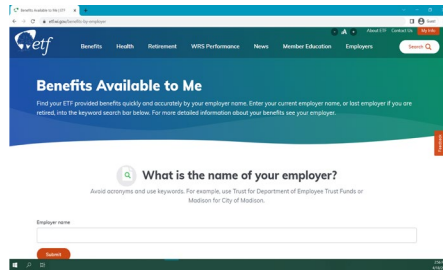 Benefits Available to Me | ETF
etf.wi.gov/benefits-by-employer
Guest
A About ETF Contact Us My Info
etf Benefits Health Retirement WRS Performance News Member Education Employers Search
Benefits Available to Me
Find your ETF provided benefits quickly and accurately by your employer name. Enter your current employer name, or last employer if you are
retired, into the keyword search bar below. For more detailed information about your benefits see your employer.
Feedback
What is the name of your employer?
Avoid acronyms and use keywords. For example, use Trust for Department of Employee Trust Funds or
Madison for City of Madison.
Employer name
Submit